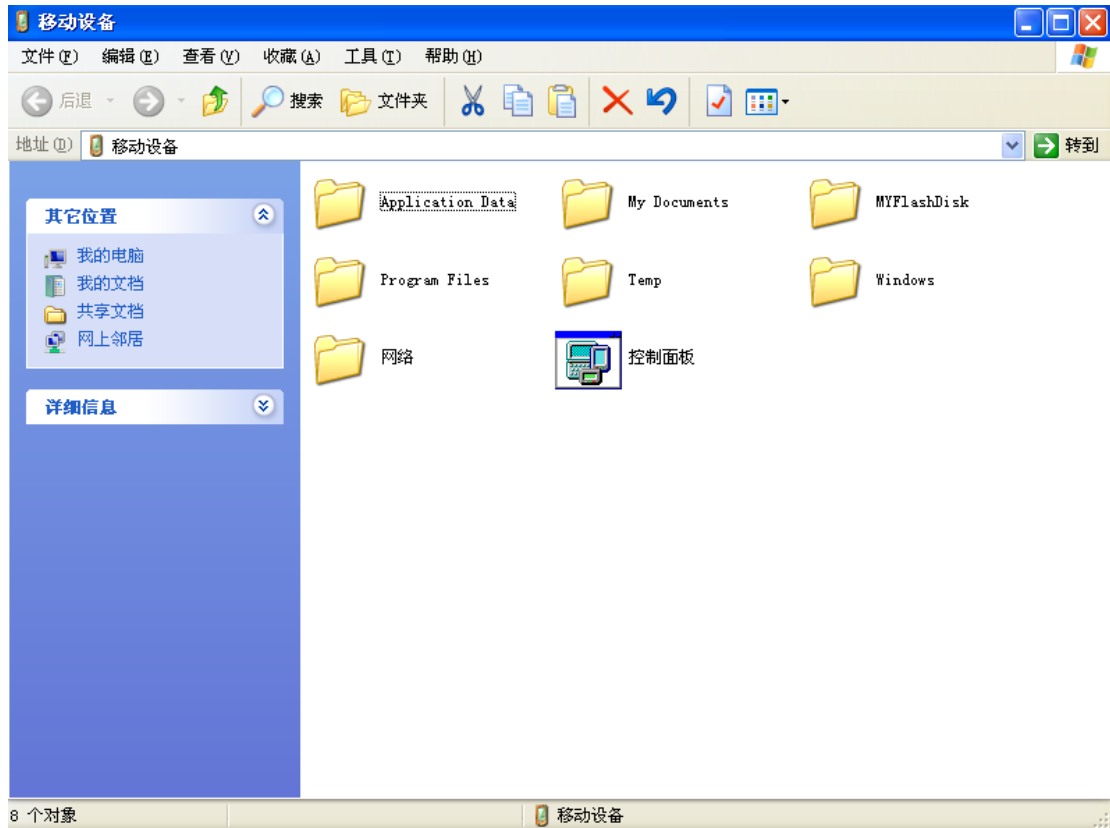 移动设备
文件(F) 编辑(E) 查看(V) 收藏(A) 工具(T) 帮助(H)
后退 搜索 文件夹
地址(D) 移动设备 转到
其它位置
我的电脑
我的文档
共享文档
网上邻居
详细信息
Application Data My Documents MYFlashDisk
Program Files Temp Windows
网络 控制面板
8 个对象 移动设备